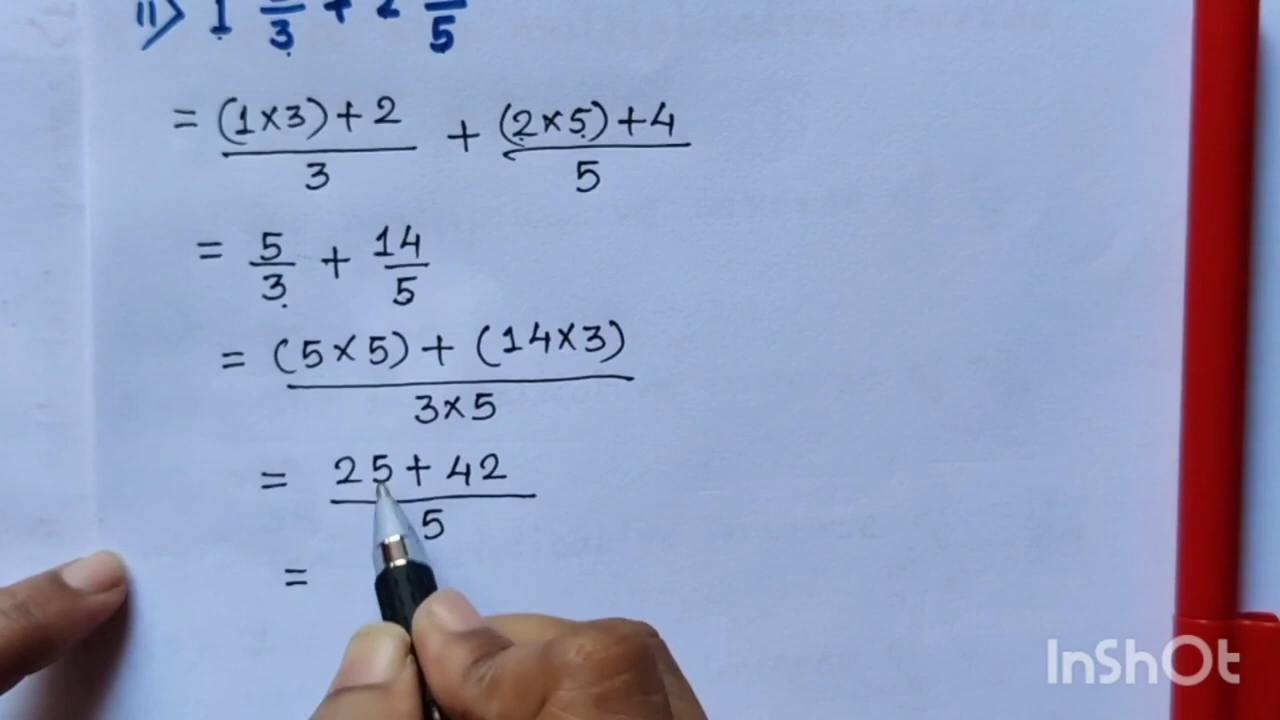 ii> 1 /3 + 2 /5
= (1×3)+2/3 + (2×5)+4/5
= 5/3 + 14/5
= (5×5)+(14×3)/3×5
= 25+42/5
=
InShOt